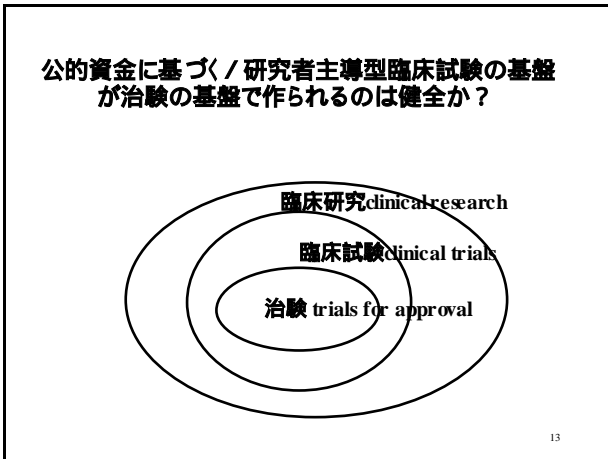 公的資金に基づく/研究者主導型臨床試験の基盤
が治験の基盤で作られるのは健全か?
臨床研究clinical research
臨床試験clinical trials
治験 trials for approval
13